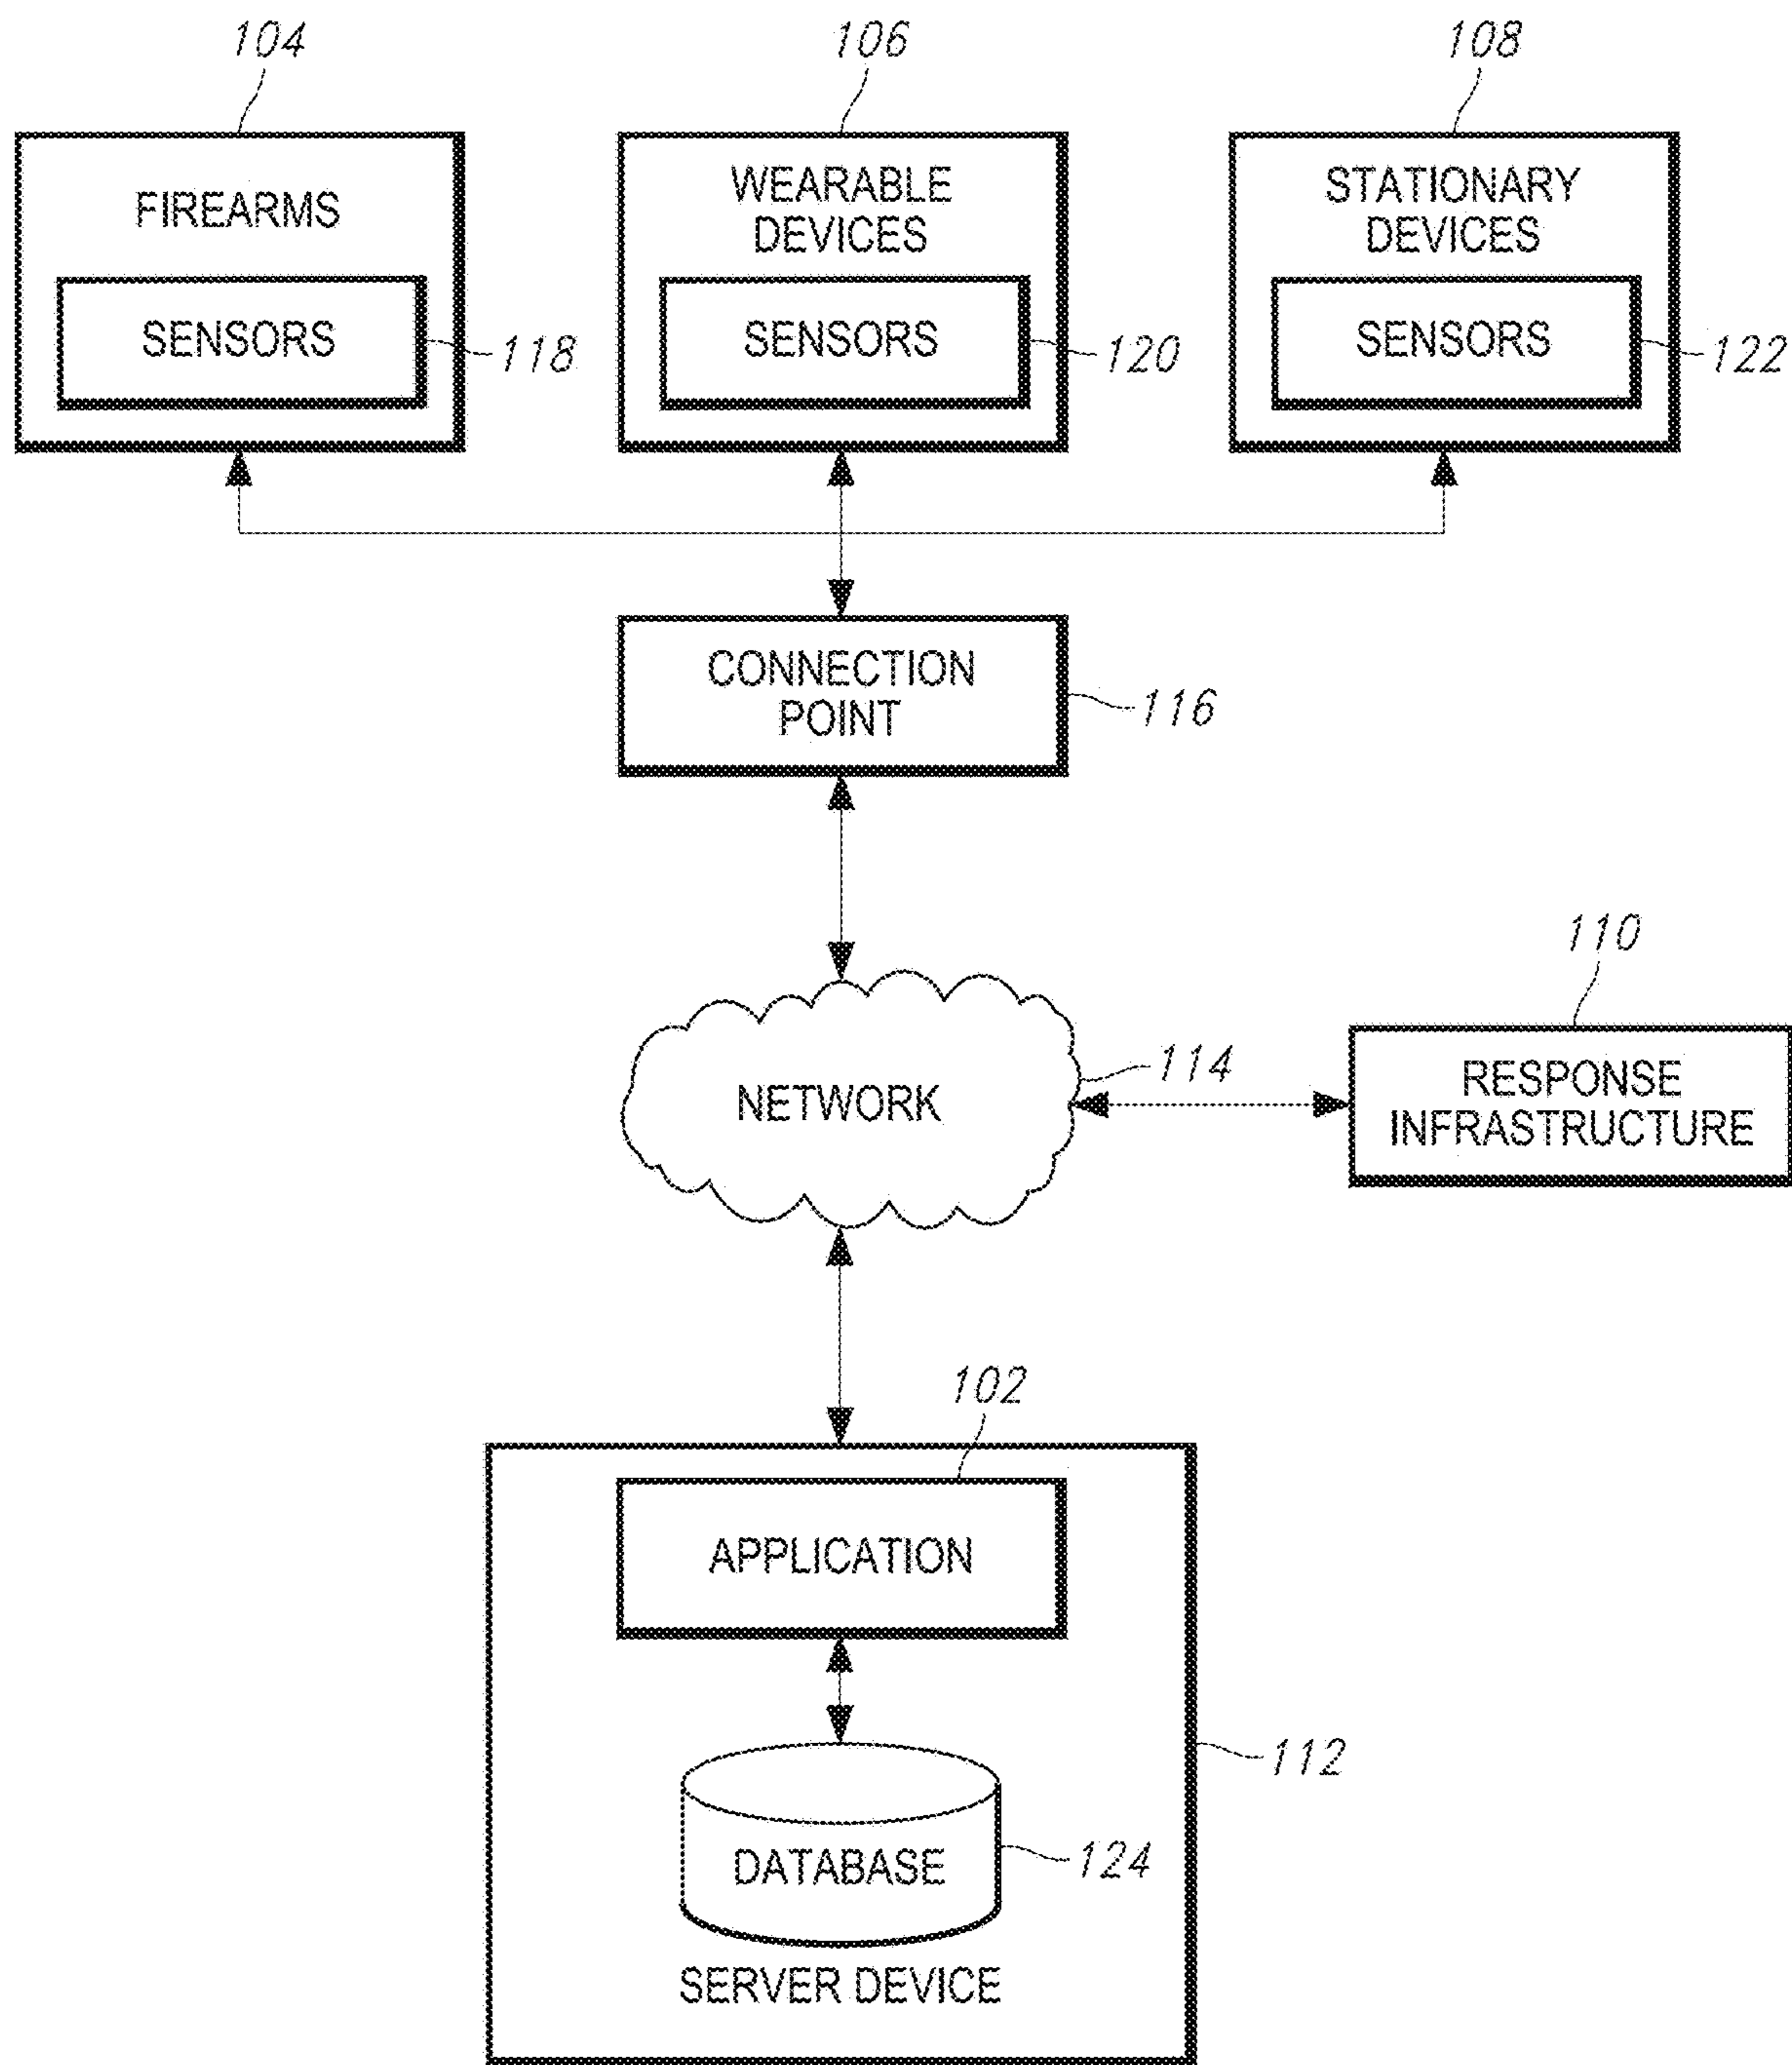 104
106
108
FIREARMS
WEARABLE
DEVICES
STATIONARY
DEVICES
SENSORS
118
SENSORS
120
SENSORS
122
CONNECTION
POINT
116
110
NETWORK
114
RESPONSE
INFRASTRUCTURE
102
APPLICATION
112
DATABASE
124
SERVER DEVICE